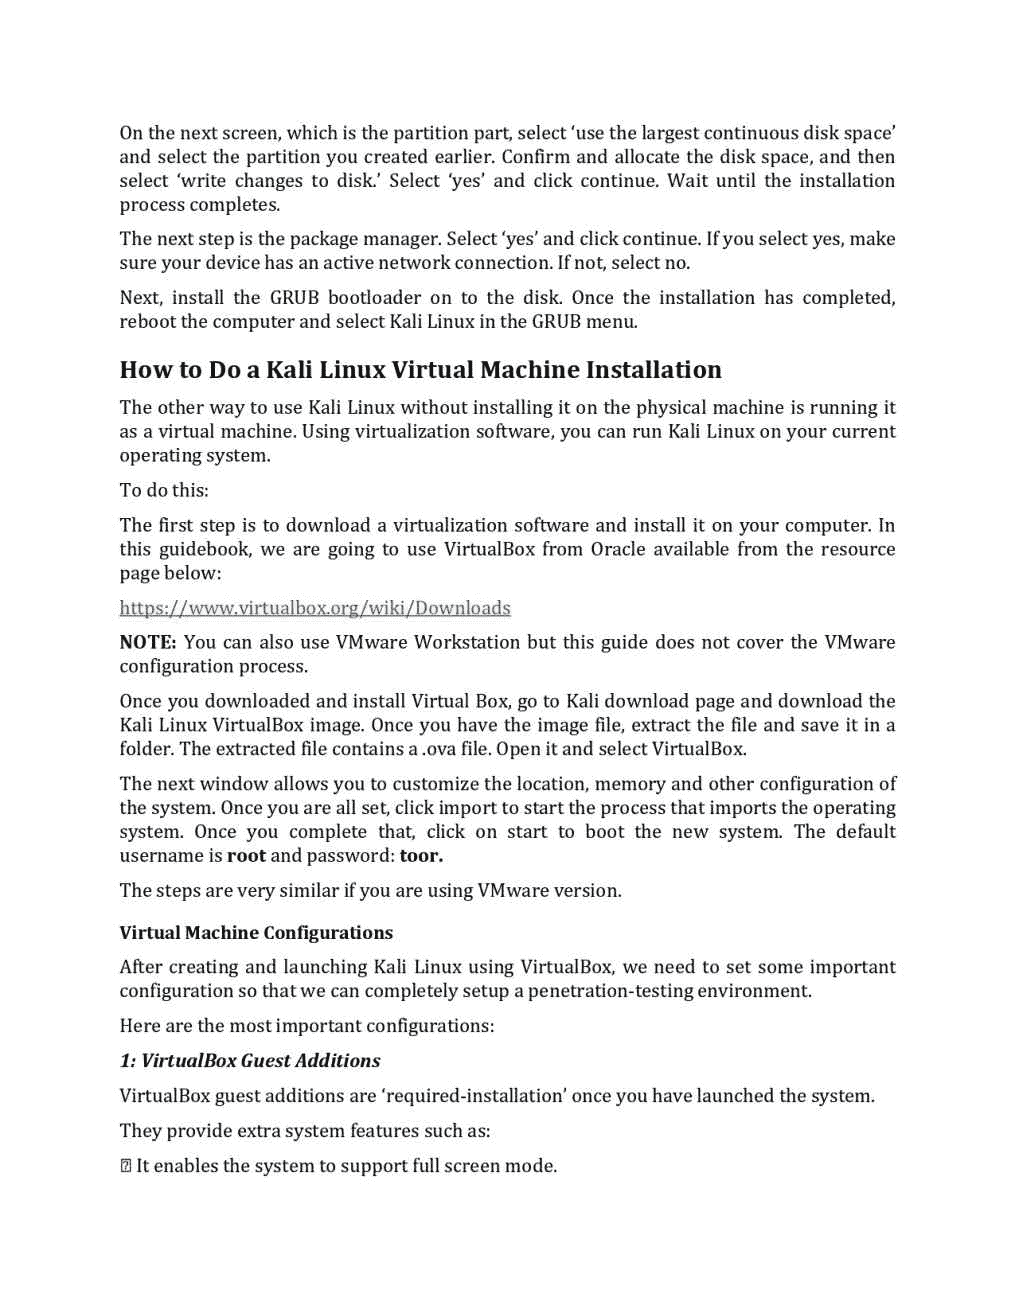 On the next screen, which is the partition part, select ‘use the largest continuous disk space’
and select the partition you created earlier. Confirm and allocate the disk space, and then
select ‘write changes to disk.’ Select ‘yes’ and click continue. Wait until the installation
process completes.
The next step is the package manager. Select ‘yes’ and click continue. If you select yes, make
sure your device has an active network connection. If not, select no.
Next, install the GRUB bootloader on to the disk. Once the installation has completed,
reboot the computer and select Kali Linux in the GRUB menu.
How to Do a Kali Linux Virtual Machine Installation
The other way to use Kali Linux without installing it on the physical machine is running it
as a virtual machine. Using virtualization software, you can run Kali Linux on your current
operating system.
To do this:
The first step is to download a virtualization software and install it on your computer. In
this guidebook, we are going to use VirtualBox from Oracle available from the resource
page below:
https://www.virtualbox.org/wiki/Downloads
NOTE: You can also use VMware Workstation but this guide does not cover the VMware
configuration process.
Once you downloaded and install Virtual Box, go to Kali download page and download the
Kali Linux VirtualBox image. Once you have the image file, extract the file and save it in a
folder. The extracted file contains a .ova file. Open it and select VirtualBox.
The next window allows you to customize the location, memory and other configuration of
the system. Once you are all set, click import to start the process that imports the operating
system. Once you complete that, click on start to boot the new system. The default
username is root and password: toor.
The steps are very similar if you are using VMware version.
Virtual Machine Configurations
After creating and launching Kali Linux using VirtualBox, we need to set some important
configuration so that we can completely setup a penetration-testing environment.
Here are the most important configurations:
1: VirtualBox Guest Additions
VirtualBox guest additions are ‘required-installation’ once you have launched the system.
They provide extra system features such as:
⍰ It enables the system to support full screen mode.